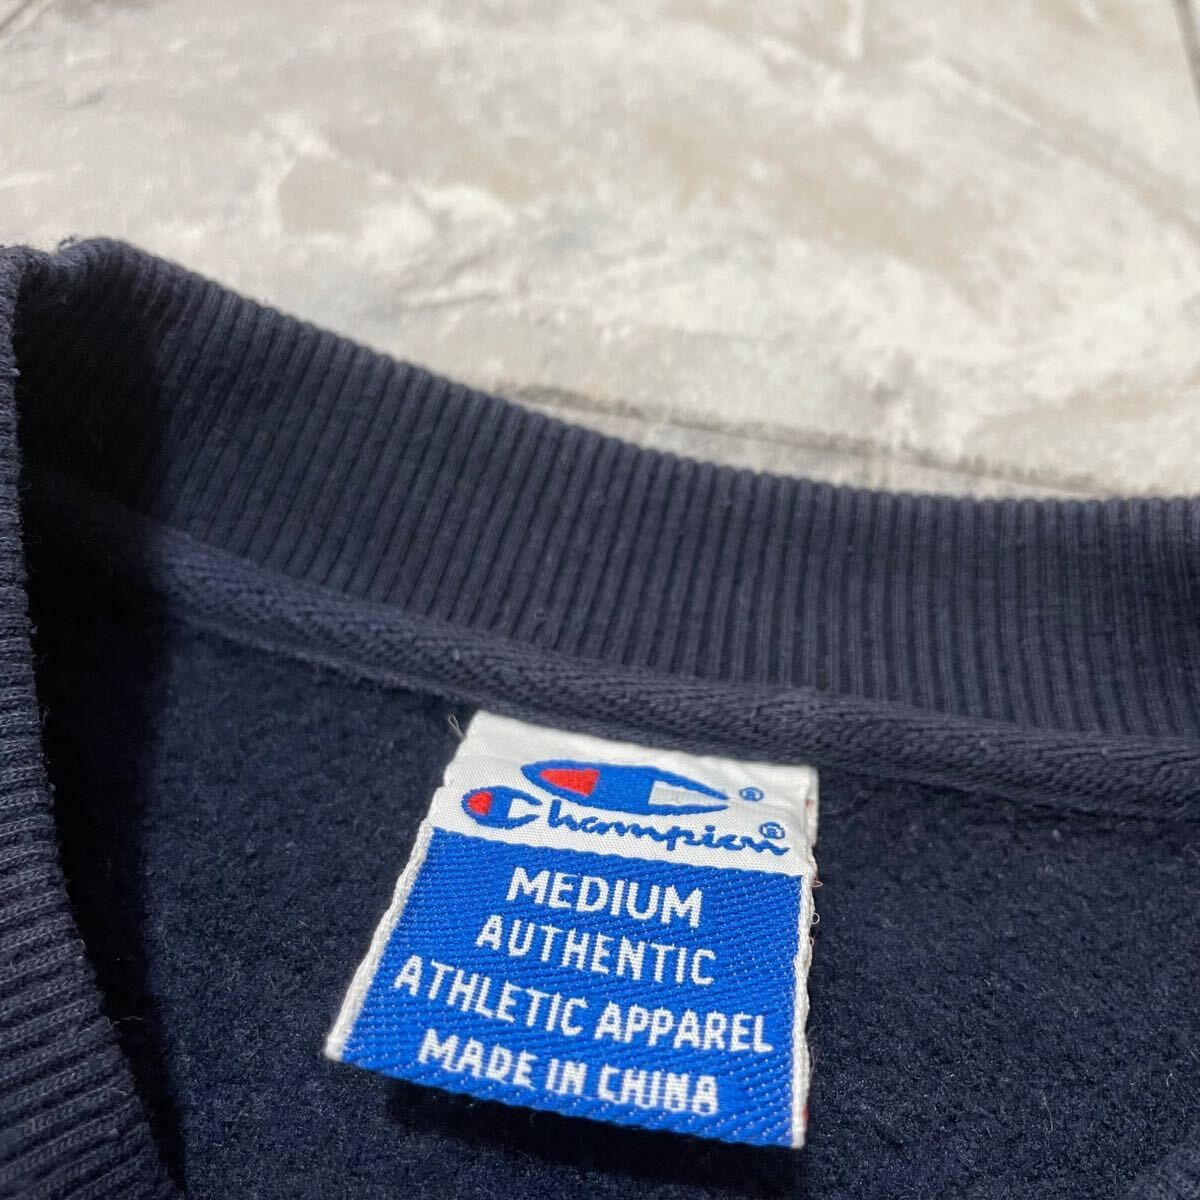 ®
Champion®
MEDIUM
AUTHENTIC
ATHLETIC APPAREL
MADE IN CHINA